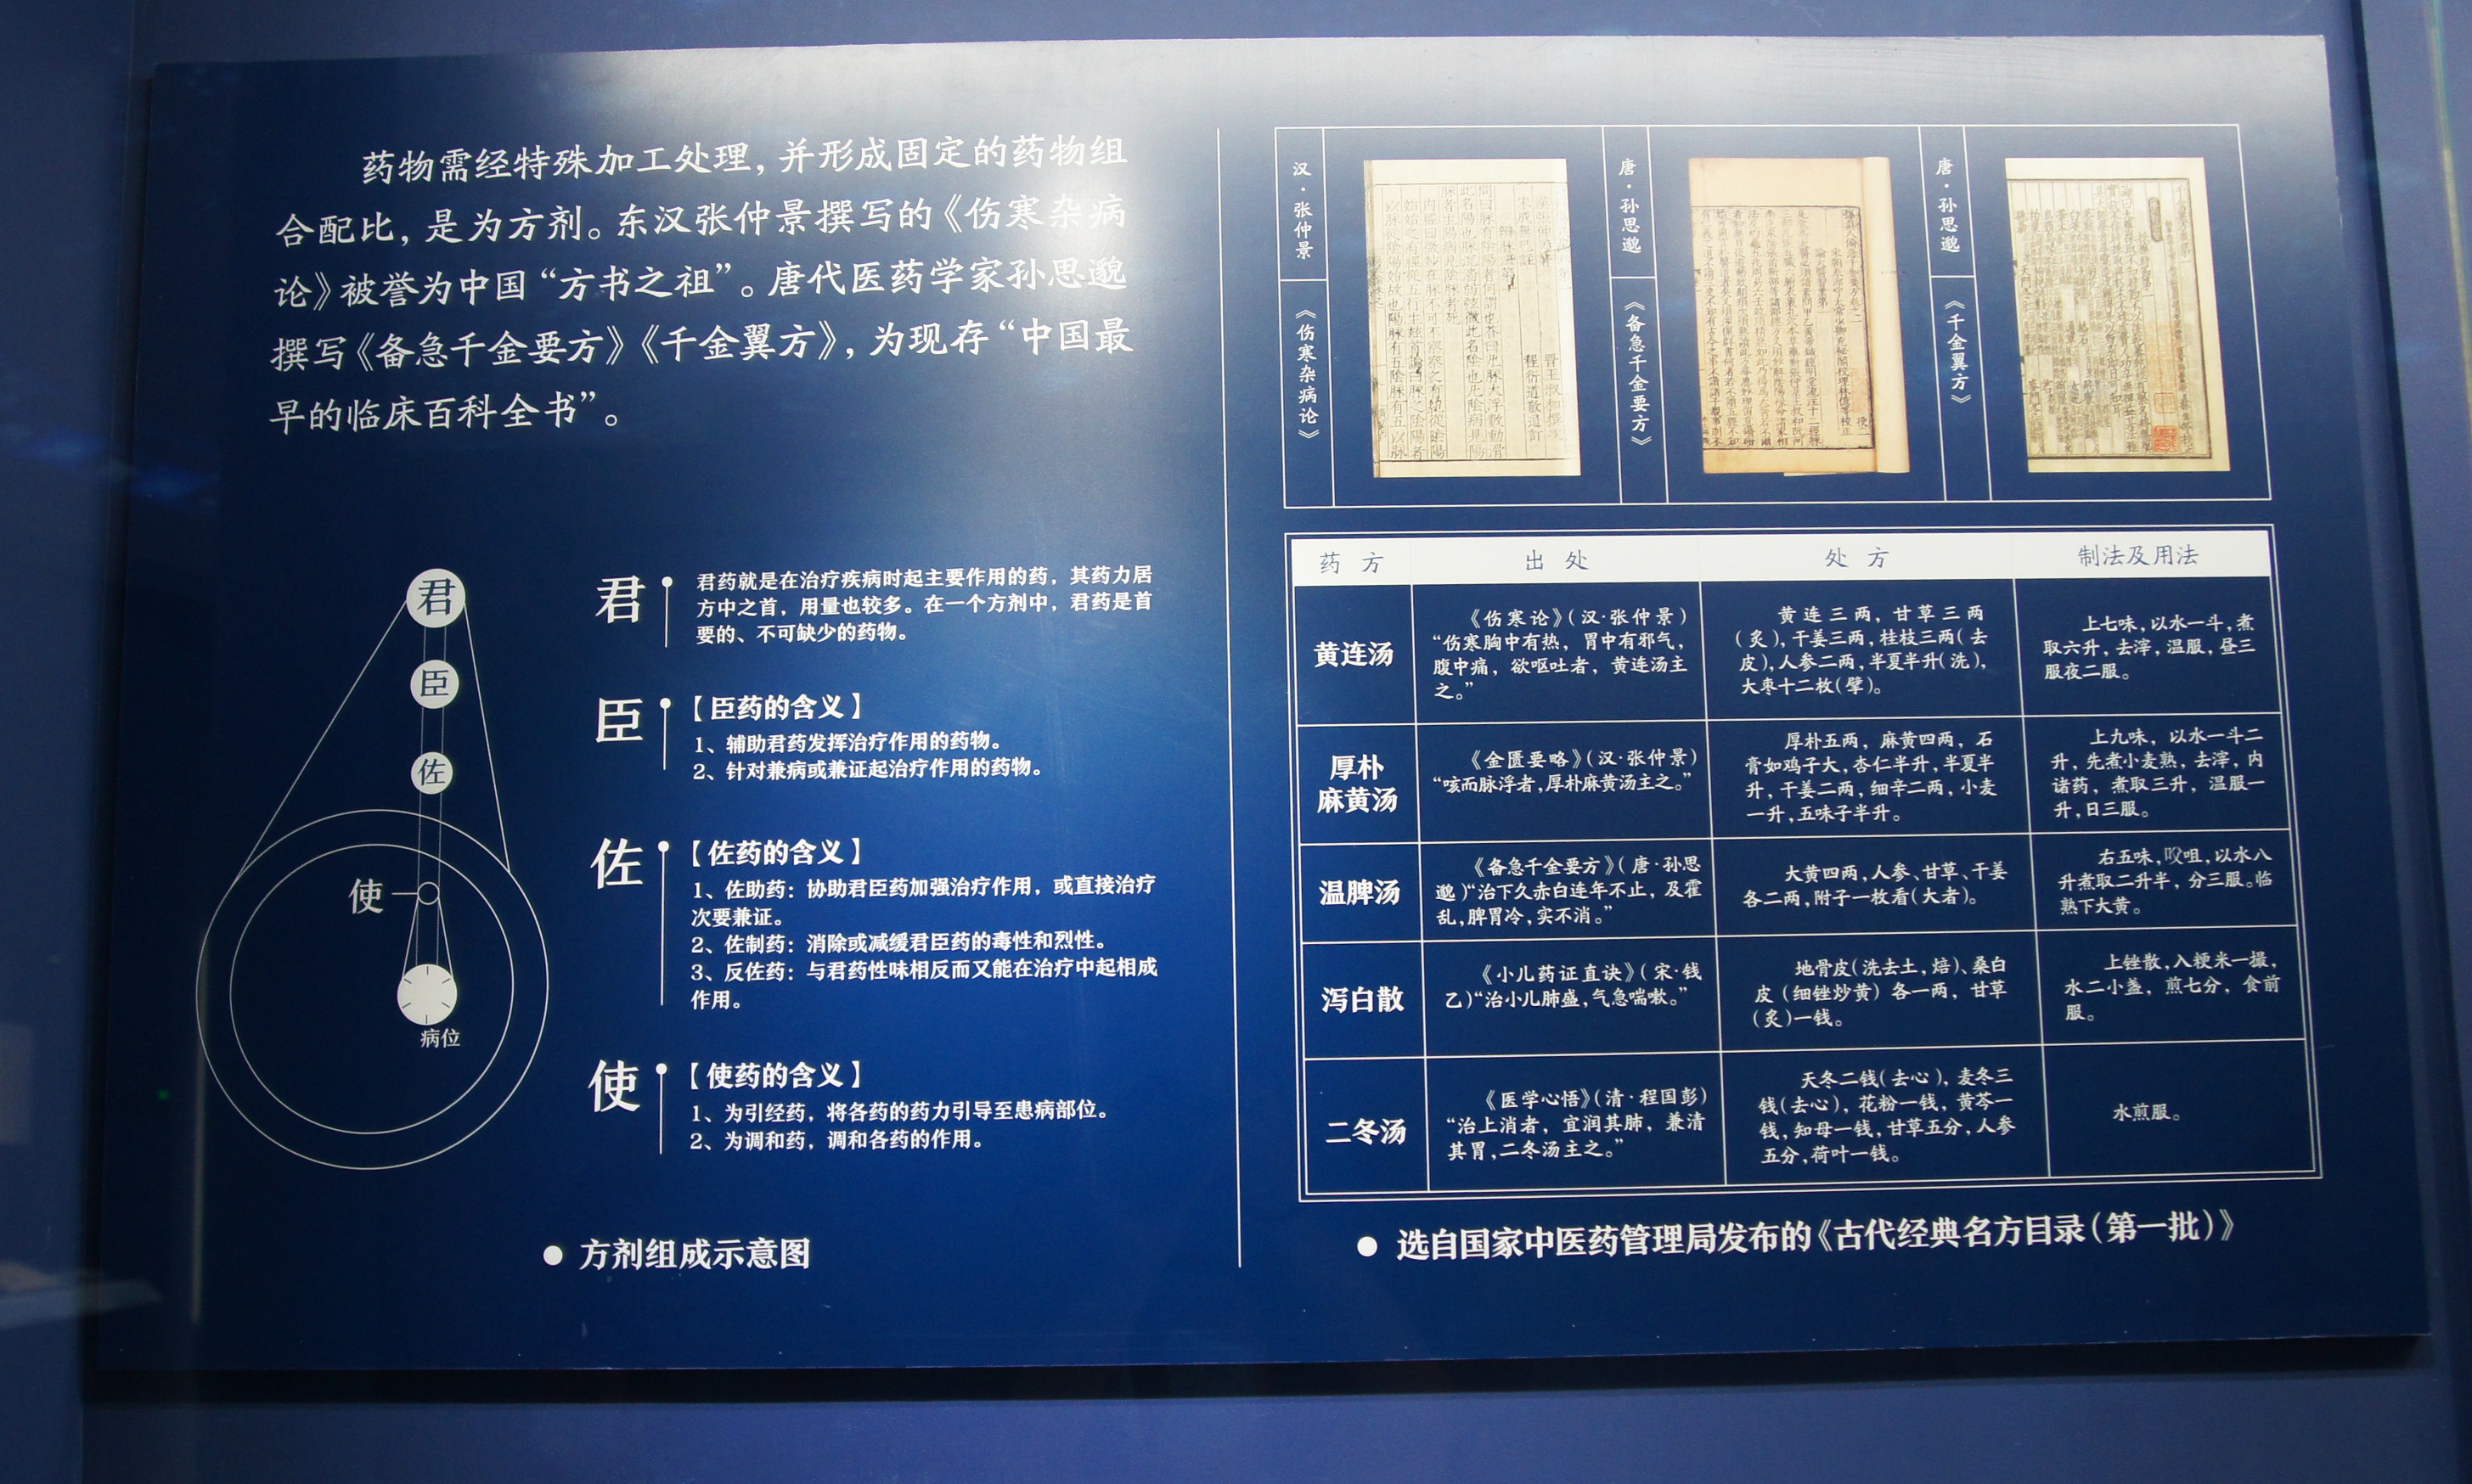 药物需经特殊加工处理，并形成固定的药物组
合配比，是为方剂。东汉张仲景撰写的《伤寒杂病
论》被誉为中国“方书之祖”。唐代医药学家孙思邈
撰写《备急千金要方》《千金翼方》，为现存“中国最
早的临床百科全书”。
君
臣
佐
使
病位
君
君药就是在治疗疾病时起主要作用的药，其药力居
方中之首，用量也较多。在一个方剂中，君药是首
要的、不可缺少的药物。
臣
【臣药的含义】
1、辅助君药发挥治疗作用的药物。
2、针对兼病或兼证起治疗作用的药物。
佐
【佐药的含义】
1、佐助药：协助君臣药加强治疗作用，或直接治疗
次要兼证。
2、佐制药：消除或减缓君臣药的毒性和烈性。
3、反佐药：与君药性味相反而又能在治疗中起相成
作用。
使
【使药的含义】
1、为引经药，将各药的药力引导至患病部位。
2、为调和药，调和各药的作用。
● 方剂组成示意图
汉·张仲景
《伤寒杂病论》
唐·孙思邈
《备急千金要方》
唐·孙思邈
《千金翼方》
药方 出处 处方 制法及用法
黄连汤
《伤寒论》（汉·张仲景）
“伤寒胸中有热，胃中有邪气，
腹中痛，欲呕吐者，黄连汤主
之。”
黄连三两，甘草三两
（炙），干姜三两，桂枝三两（去
皮），人参二两，半夏半升（洗），
大枣十二枚（擘）。
上七味，以水一斗，煮
取六升，去滓，温服，昼三
服夜二服。
厚朴
麻黄汤
《金匮要略》（汉·张仲景）
“咳而脉浮者，厚朴麻黄汤主之。”
厚朴五两，麻黄四两，石
膏如鸡子大，杏仁半升，半夏半
升，干姜二两，细辛二两，小麦
一升，五味子半升。
上九味，以水一斗二
升，先煮小麦熟，去滓，内
诸药，煮取三升，温服一
升，日三服。
温脾汤
《备急千金要方》（唐·孙思
邈）“治下久赤白连年不止，及霍
乱，脾胃冷，实不消。”
大黄四两，人参、甘草、干姜
各二两，附子一枚看（大者）。
右五味，㕮咀，以水八
升煮取二升半，分三服。临
熟下大黄。
泻白散
《小儿药证直诀》（宋·钱
乙）“治小儿肺盛，气急喘嗽。”
地骨皮（洗去土，焙）、桑白
皮（细锉炒黄）各一两，甘草
（炙）一钱。
上锉散，入粳米一撮，
水二小盏，煎七分，食前
服。
二冬汤
《医学心悟》（清·程国彭）
“治上消者，宜润其肺，兼清
其胃，二冬汤主之。”
天冬二钱（去心），麦冬三
钱（去心），花粉一钱，黄芩一
钱，知母一钱，甘草五分，人参
五分，荷叶一钱。
水煎服。
● 选自国家中医药管理局发布的《古代经典名方目录（第一批）》